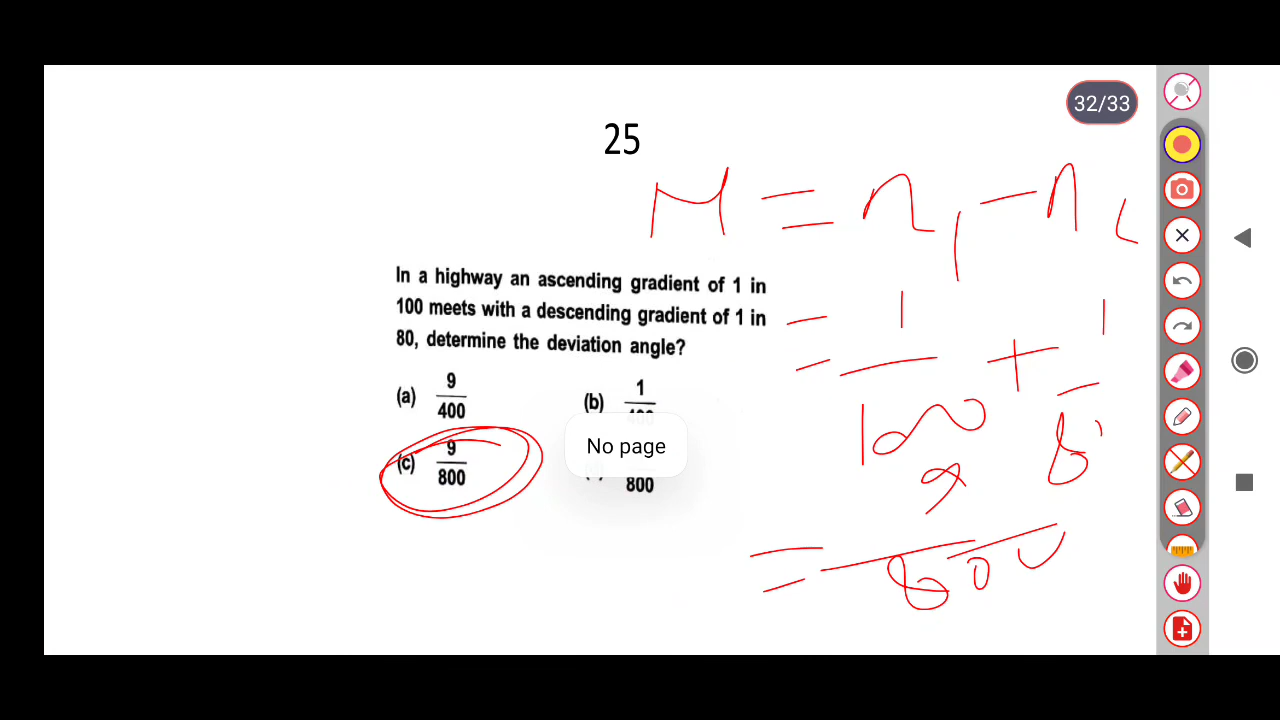 32/33
25
N = n1 - n2
In a highway an ascending gradient of 1 in
100 meets with a descending gradient of 1 in
80, determine the deviation angle?
= 1/100 + 1/8
(a) 9/400 (b) 1/400
(c) 9/800 800
No page
= 9/800